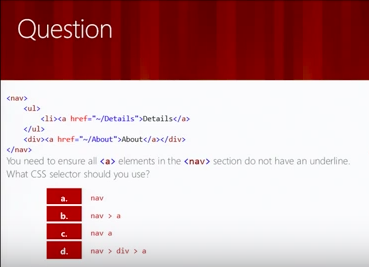 Question
<nav>
<ul>
<li><a href="~/Details">Details</a>
</ul>
<div><a href="~/About">About</a></div>
</nav>
You need to ensure all <a> elements in the <nav> section do not have an underline.
What CSS selector should you use?
a. nav
b. nav > a
c. nav a
d. nav > div > a